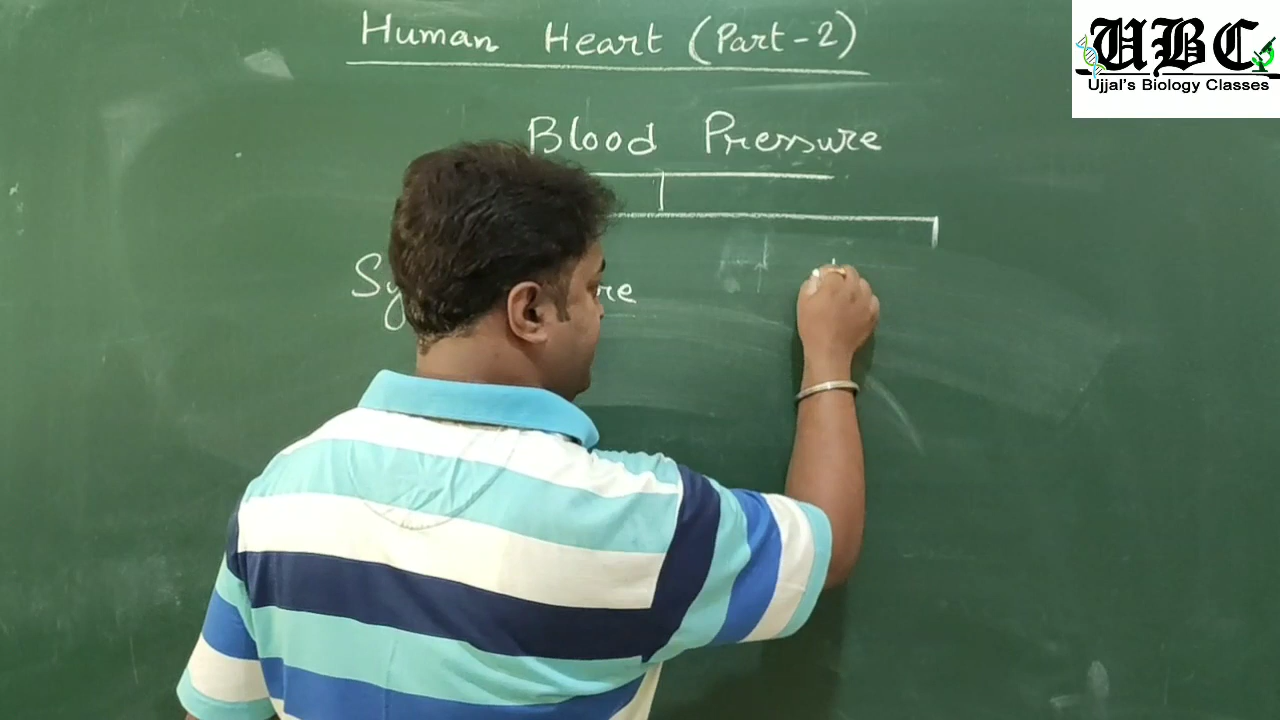 Human Heart (Part-2)
UBC
Ujjal's Biology Classes
Blood Pressure